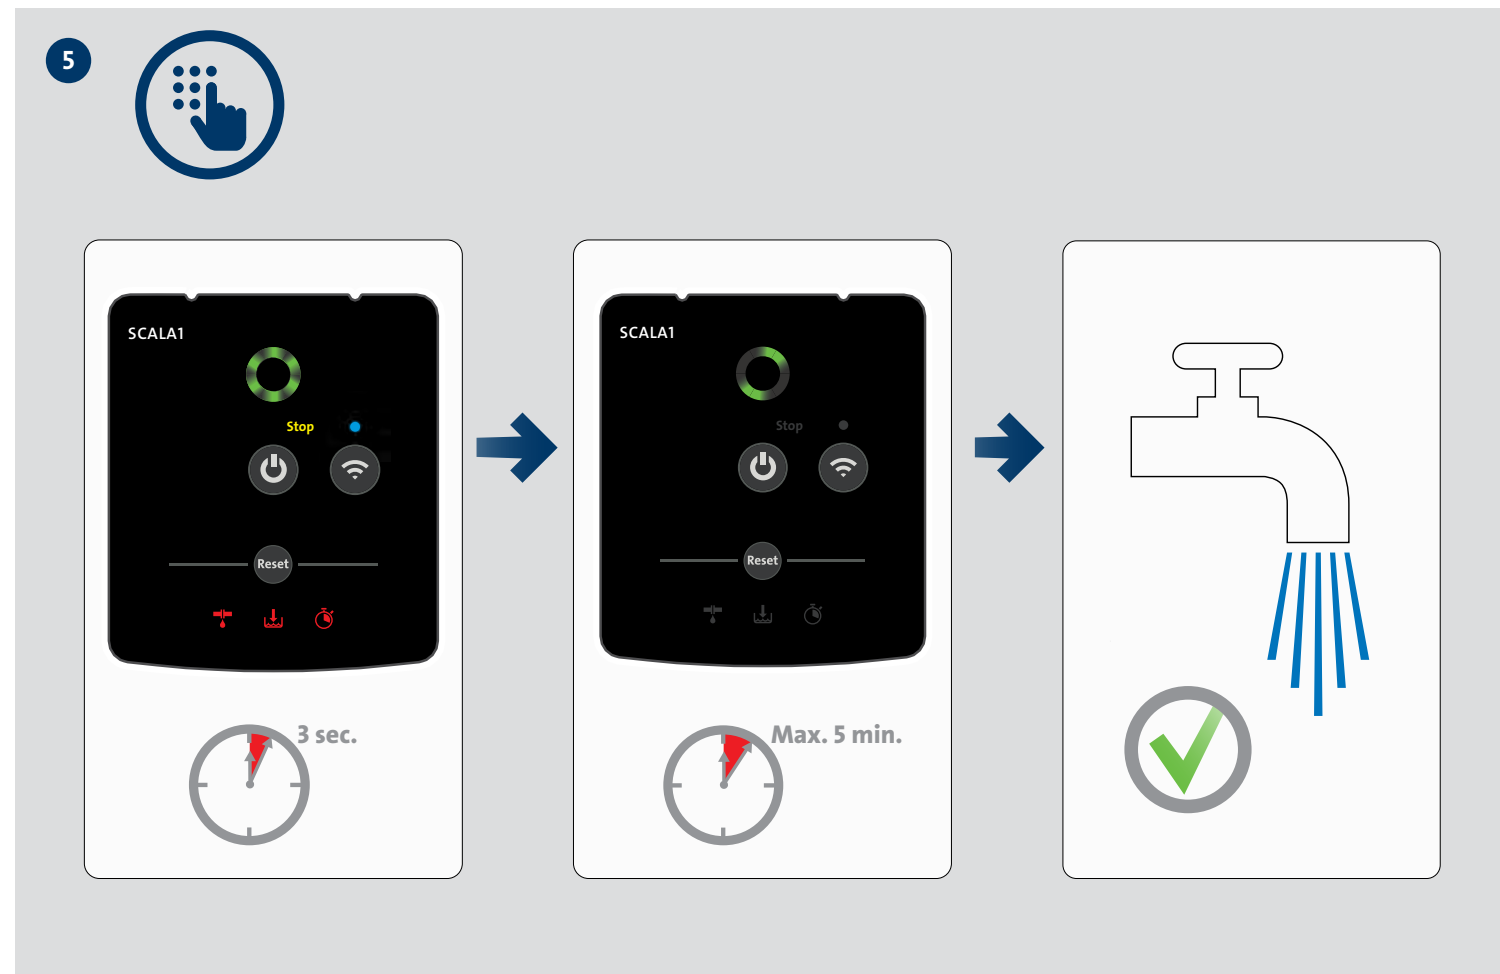 5
SCALA1
Stop
Reset
3 sec.
SCALA1
Stop
Reset
Max. 5 min.